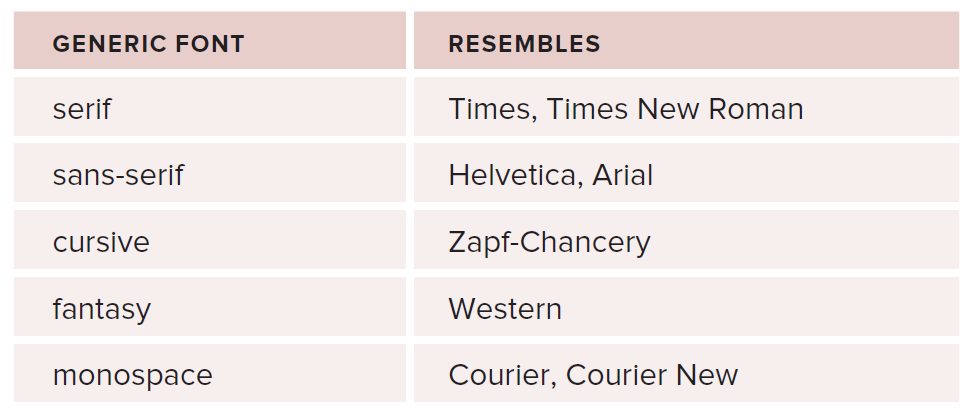 GENERIC FONT RESEMBLES
serif Times, Times New Roman
sans-serif Helvetica, Arial
cursive Zapf-Chancery
fantasy Western
monospace Courier, Courier New